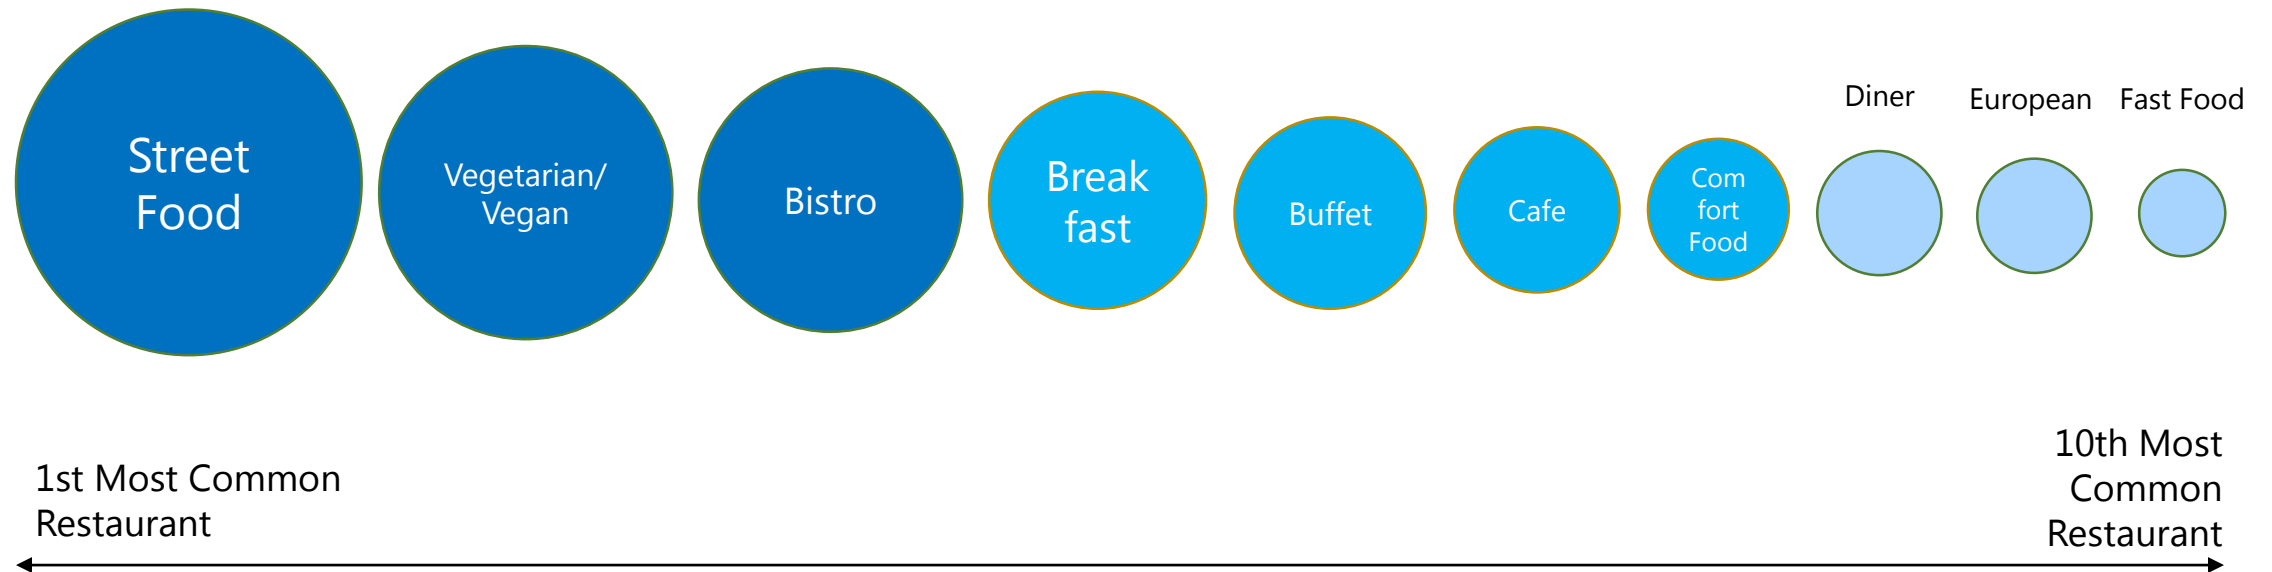 Street
Food
Vegetarian/
Vegan
Bistro
Break
fast
Buffet
Cafe
Com
fort
Food
Diner
European
Fast Food
1st Most Common
Restaurant
10th Most
Common
Restaurant